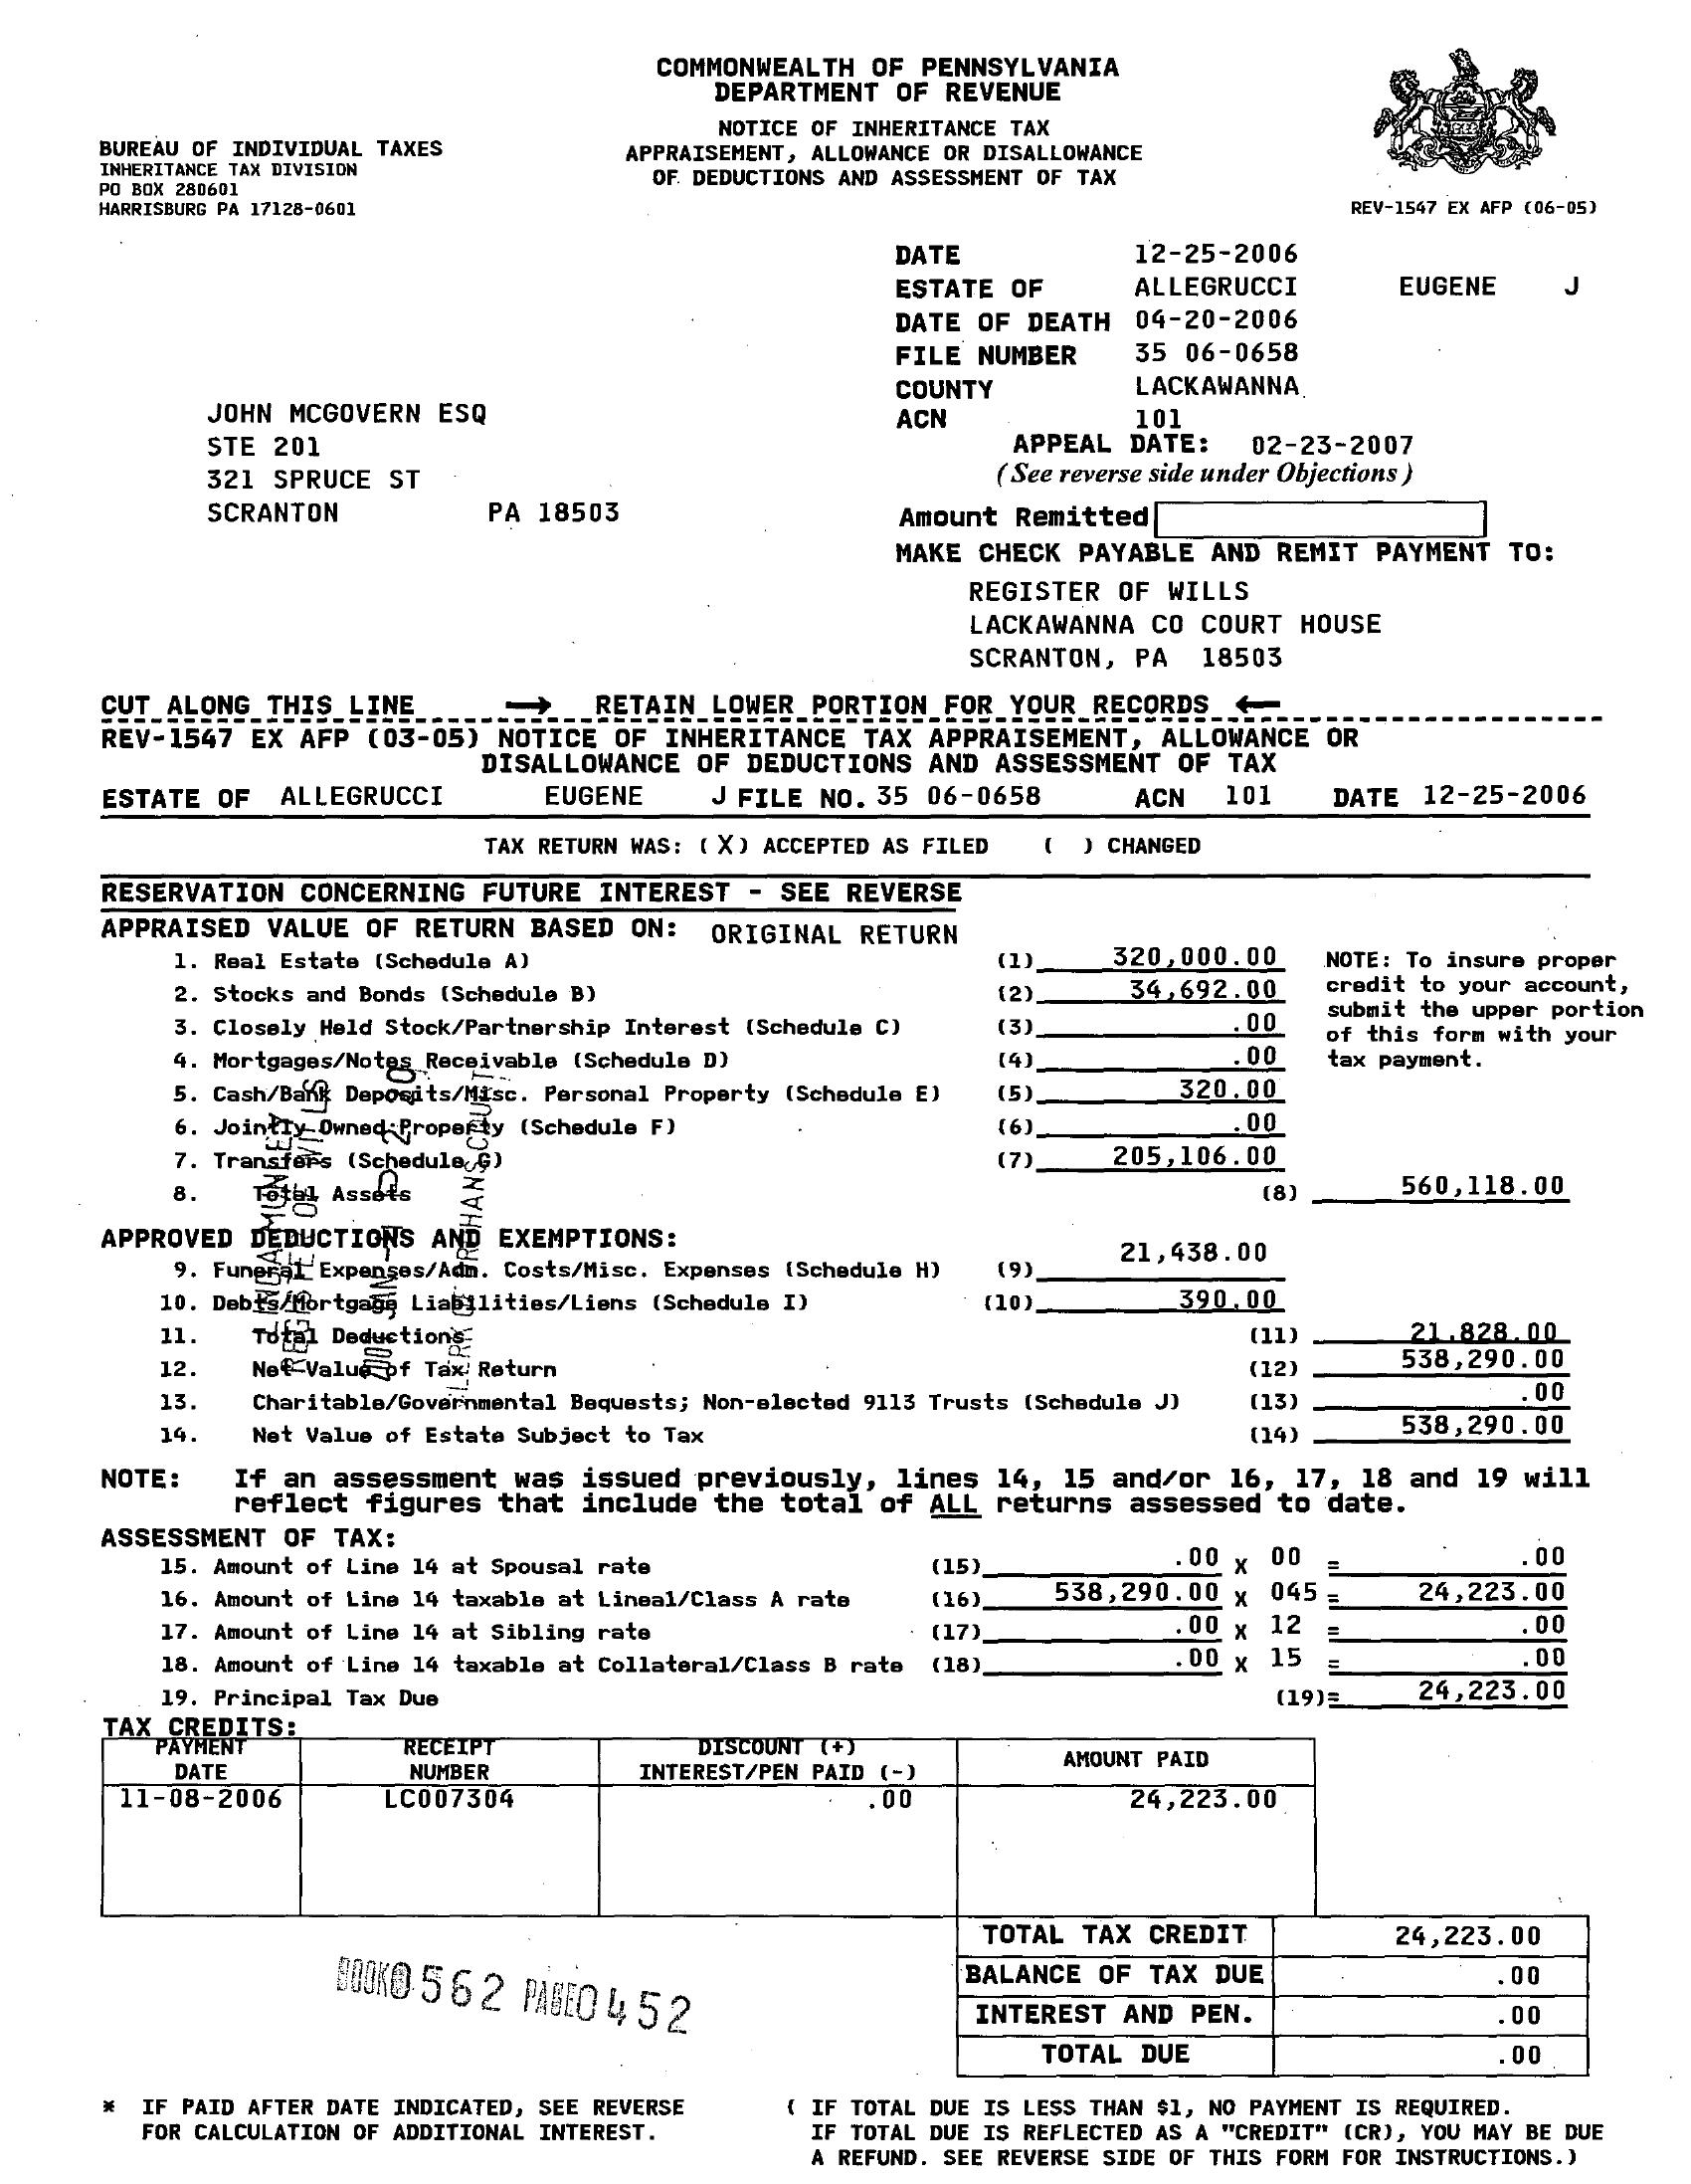 COMMONWEALTH OF PENNSYLVANIA
DEPARTMENT OF REVENUE
NOTICE OF INHERITANCE TAX
APPRAISEMENT, ALLOWANCE OR DISALLOWANCE
OF DEDUCTIONS AND ASSESSMENT OF TAX
BUREAU OF INDIVIDUAL TAXES
INHERITANCE TAX DIVISION
PO BOX 280601
HARRISBURG PA 17128-0601
REV-1547 EX AFP (06-05)
DATE 12-25-2006
ESTATE OF ALLEGRUCCI EUGENE J
DATE OF DEATH 04-20-2006
FILE NUMBER 35 06-0658
COUNTY LACKAWANNA
ACN 101
APPEAL DATE: 02-23-2007
(See reverse side under Objections)
JOHN MCGOVERN ESQ
STE 201
321 SPRUCE ST
SCRANTON PA 18503
Amount Remitted
MAKE CHECK PAYABLE AND REMIT PAYMENT TO:
REGISTER OF WILLS
LACKAWANNA CO COURT HOUSE
SCRANTON, PA 18503
CUT ALONG THIS LINE → RETAIN LOWER PORTION FOR YOUR RECORDS ←
REV-1547 EX AFP (03-05) NOTICE OF INHERITANCE TAX APPRAISEMENT, ALLOWANCE OR
DISALLOWANCE OF DEDUCTIONS AND ASSESSMENT OF TAX
ESTATE OF ALLEGRUCCI EUGENE J FILE NO. 35 06-0658 ACN 101 DATE 12-25-2006
TAX RETURN WAS: (X) ACCEPTED AS FILED ( ) CHANGED
RESERVATION CONCERNING FUTURE INTEREST - SEE REVERSE
APPRAISED VALUE OF RETURN BASED ON: ORIGINAL RETURN
1. Real Estate (Schedule A) (1) 320,000.00
2. Stocks and Bonds (Schedule B) (2) 34,692.00
3. Closely Held Stock/Partnership Interest (Schedule C) (3) .00
4. Mortgages/Notes Receivable (Schedule D) (4) .00
5. Cash/Bank Deposits/Misc. Personal Property (Schedule E) (5) 320.00
6. Jointly Owned Property (Schedule F) (6) .00
7. Transfers (Schedule G) (7) 205,106.00
8. Total Assets (8) 560,118.00
NOTE: To insure proper
credit to your account,
submit the upper portion
of this form with your
tax payment.
APPROVED DEDUCTIONS AND EXEMPTIONS:
9. Funeral Expenses/Adm. Costs/Misc. Expenses (Schedule H) (9) 21,438.00
10. Debts/Mortgage Liabilities/Liens (Schedule I) (10) 390.00
11. Total Deductions (11) 21,828.00
12. Net Value of Tax Return (12) 538,290.00
13. Charitable/Governmental Bequests; Non-elected 9113 Trusts (Schedule J) (13) .00
14. Net Value of Estate Subject to Tax (14) 538,290.00
NOTE: If an assessment was issued previously, lines 14, 15 and/or 16, 17, 18 and 19 will
reflect figures that include the total of ALL returns assessed to date.
ASSESSMENT OF TAX:
15. Amount of Line 14 at Spousal rate (15) .00 X 00 = .00
16. Amount of Line 14 taxable at Lineal/Class A rate (16) 538,290.00 X 045 = 24,223.00
17. Amount of Line 14 at Sibling rate (17) .00 X 12 = .00
18. Amount of Line 14 taxable at Collateral/Class B rate (18) .00 X 15 = .00
19. Principal Tax Due (19)= 24,223.00
TAX CREDITS:
PAYMENT DATE RECEIPT NUMBER DISCOUNT (+) INTEREST/PEN PAID (-) AMOUNT PAID
11-08-2006 LC007304 .00 24,223.00
TOTAL TAX CREDIT 24,223.00
BALANCE OF TAX DUE .00
INTEREST AND PEN. .00
TOTAL DUE .00
BOOK 0562 PAGE 0452
* IF PAID AFTER DATE INDICATED, SEE REVERSE
FOR CALCULATION OF ADDITIONAL INTEREST.
( IF TOTAL DUE IS LESS THAN $1, NO PAYMENT IS REQUIRED.
IF TOTAL DUE IS REFLECTED AS A "CREDIT" (CR), YOU MAY BE DUE
A REFUND. SEE REVERSE SIDE OF THIS FORM FOR INSTRUCTIONS.)